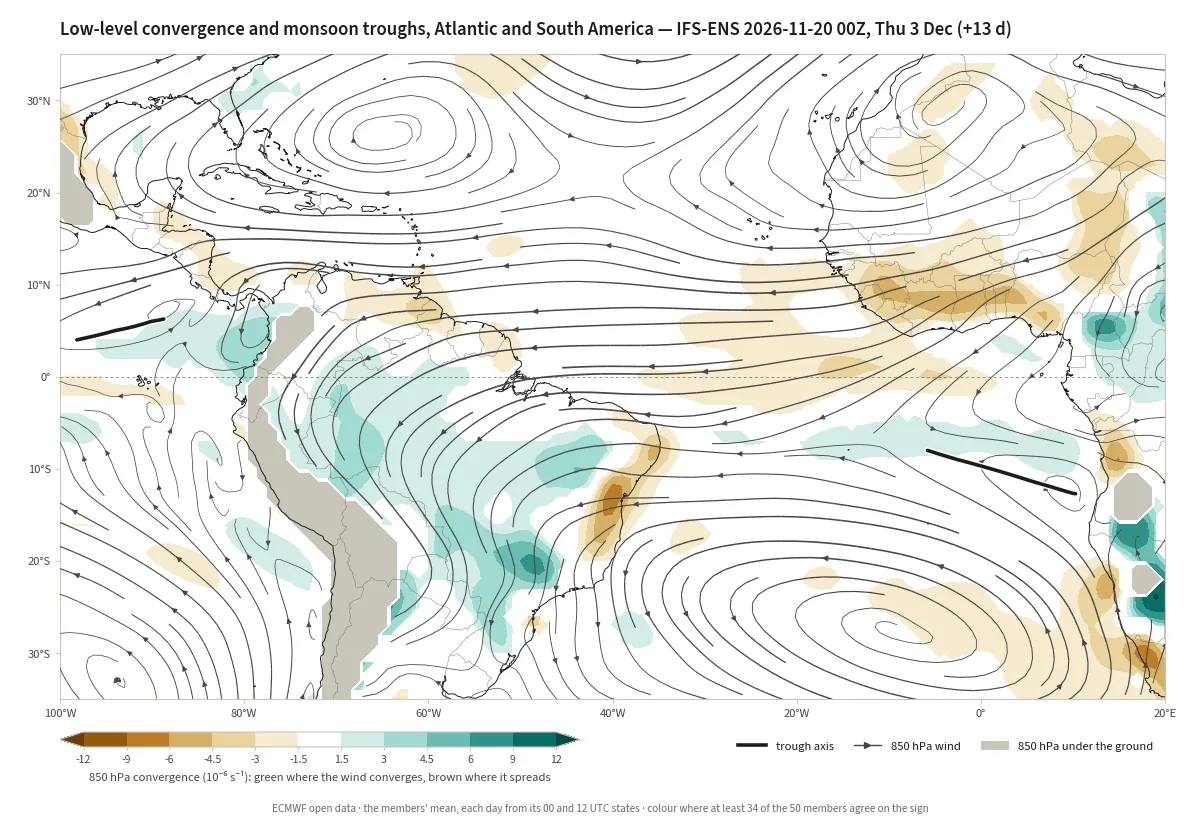 Low-level convergence and monsoon troughs, Atlantic and South America — IFS-ENS 2026-11-20 00Z, Thu 3 Dec (+13 d)
30°N
20°N
10°N
0°
10°S
20°S
30°S
100°W 80°W 60°W 40°W 20°W 0° 20°E
-12 -9 -6 -4.5 -3 -1.5 1.5 3 4.5 6 9 12
850 hPa convergence (10⁻⁶ s⁻¹): green where the wind converges, brown where it spreads
trough axis 850 hPa wind 850 hPa under the ground
ECMWF open data · the members' mean, each day from its 00 and 12 UTC states · colour where at least 34 of the 50 members agree on the sign